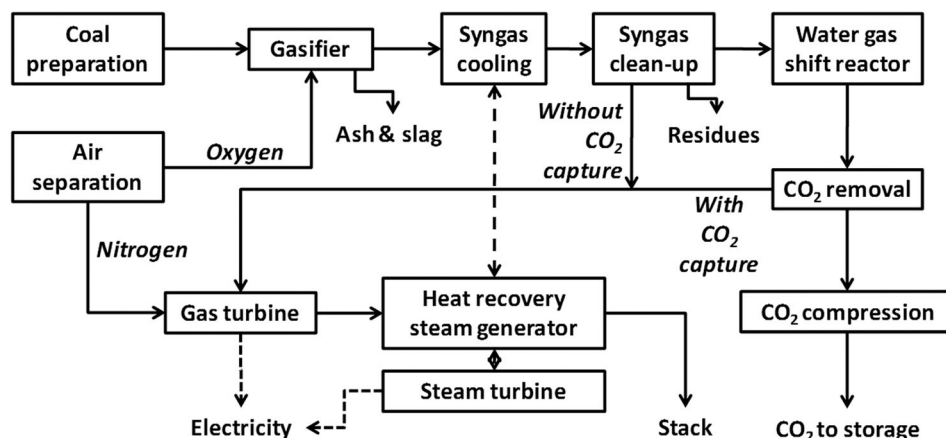 Coal
preparation
Gasifier
Syngas
cooling
Syngas
clean-up
Water gas
shift reactor
Ash & slag
Without
CO₂
capture
Residues
Air
separation
Oxygen
CO₂ removal
With
CO₂
capture
Nitrogen
Gas turbine
Heat recovery
steam generator
CO₂ compression
Steam turbine
Electricity
Stack
CO₂ to storage